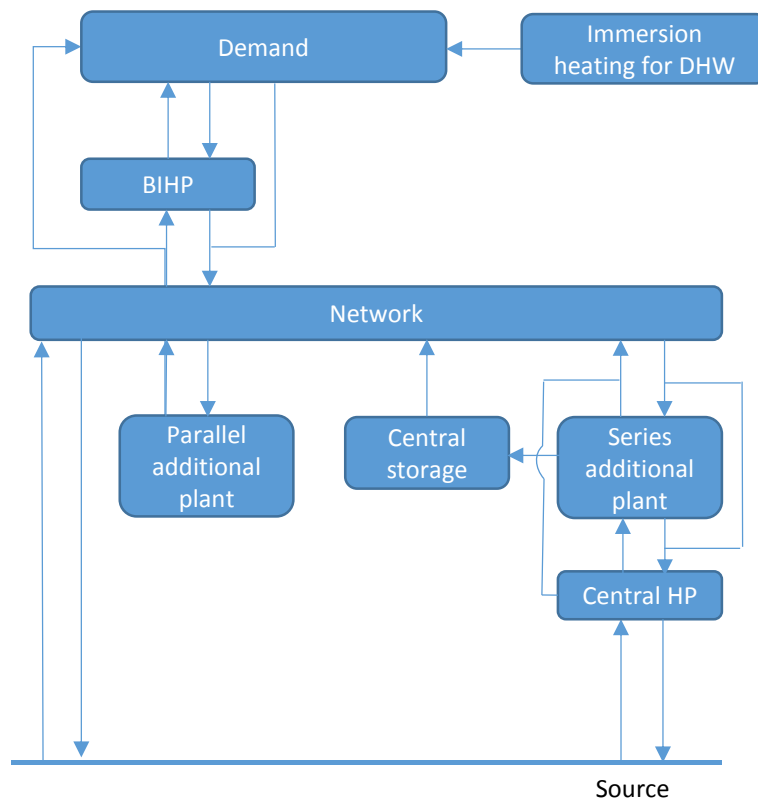 Demand
Immersion
heating for DHW
BIHP
Network
Parallel
additional
plant
Central
storage
Series
additional
plant
Central HP
Source